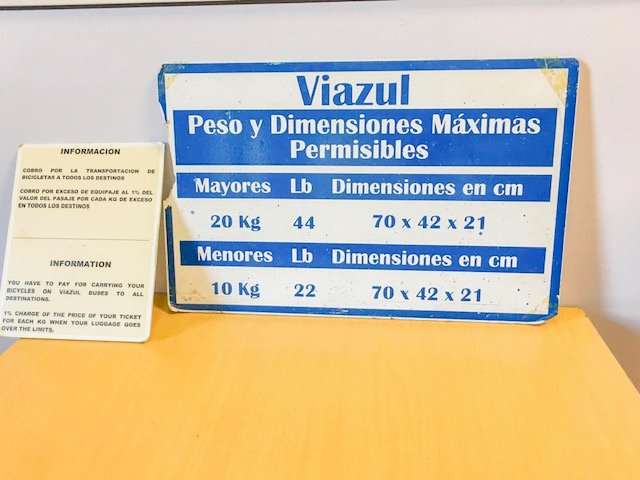 INFORMACION
COBRO POR LA TRANSPORTACION DE
BICICLETAS A TODOS LOS DESTINOS
COBRO POR EXCESO DE EQUIPAJE AL 1% DEL
VALOR DEL PASAJE POR CADA KG DE EXCESO
EN TODOS LOS DESTINOS
INFORMATION
YOU HAVE TO PAY FOR CARRYING YOUR
BICYCLES ON VIAZUL BUSES TO ALL
DESTINATIONS.
1% CHARGE OF THE PRICE OF YOUR TICKET
FOR EACH KG WHEN YOUR LUGGAGE GOES
OVER THE LIMITS.
Viazul
Peso y Dimensiones Máximas
Permisibles
Mayores Lb Dimensiones en cm
20 Kg 44 70 x 42 x 21
Menores Lb Dimensiones en cm
10 Kg 22 70 x 42 x 21